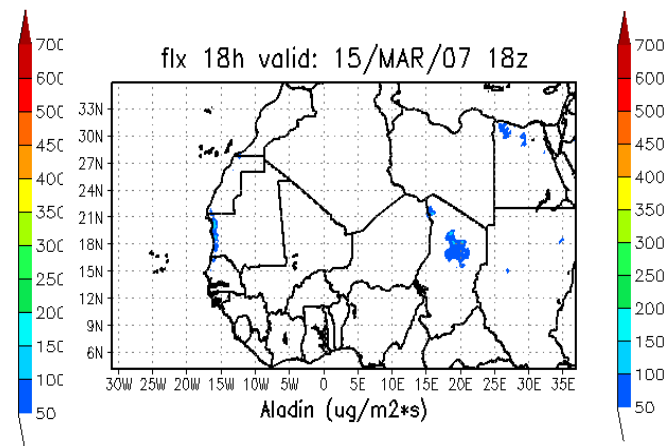 flx 18h valid: 15/MAR/07 18z
700
600
500
450
400
350
300
250
200
150
100
50
33N
30N
27N
24N
21N
18N
15N
12N
9N
6N
30W 25W 20W 15W 10W 5W 0 5E 10E 15E 20E 25E 30E 35E
Aladin (ug/m2*s)
700
600
500
450
400
350
300
250
200
150
100
50